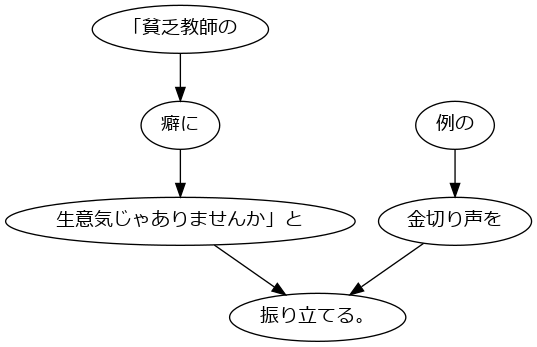 「貧乏教師の
癖に
例の
生意気じゃありませんか」と
金切り声を
振り立てる。